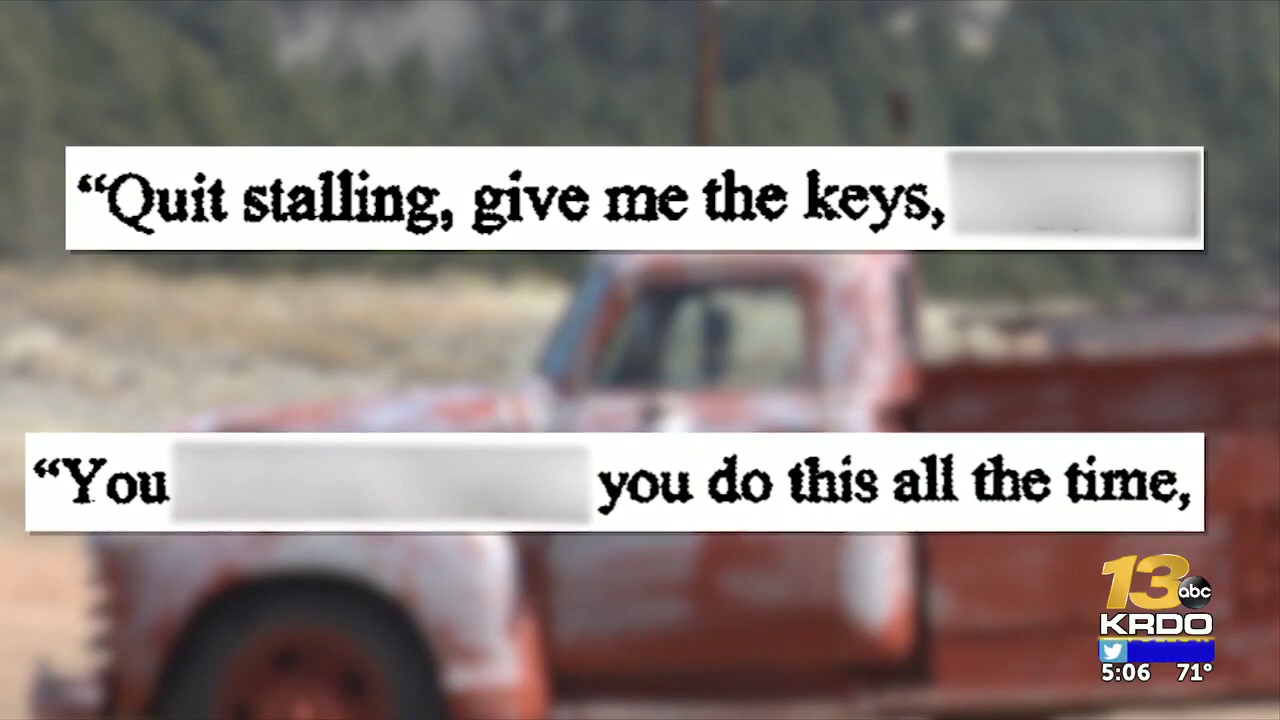 “Quit stalling, give me the keys,
“You you do this all the time,
13 abc
KRDO
5:06 71°